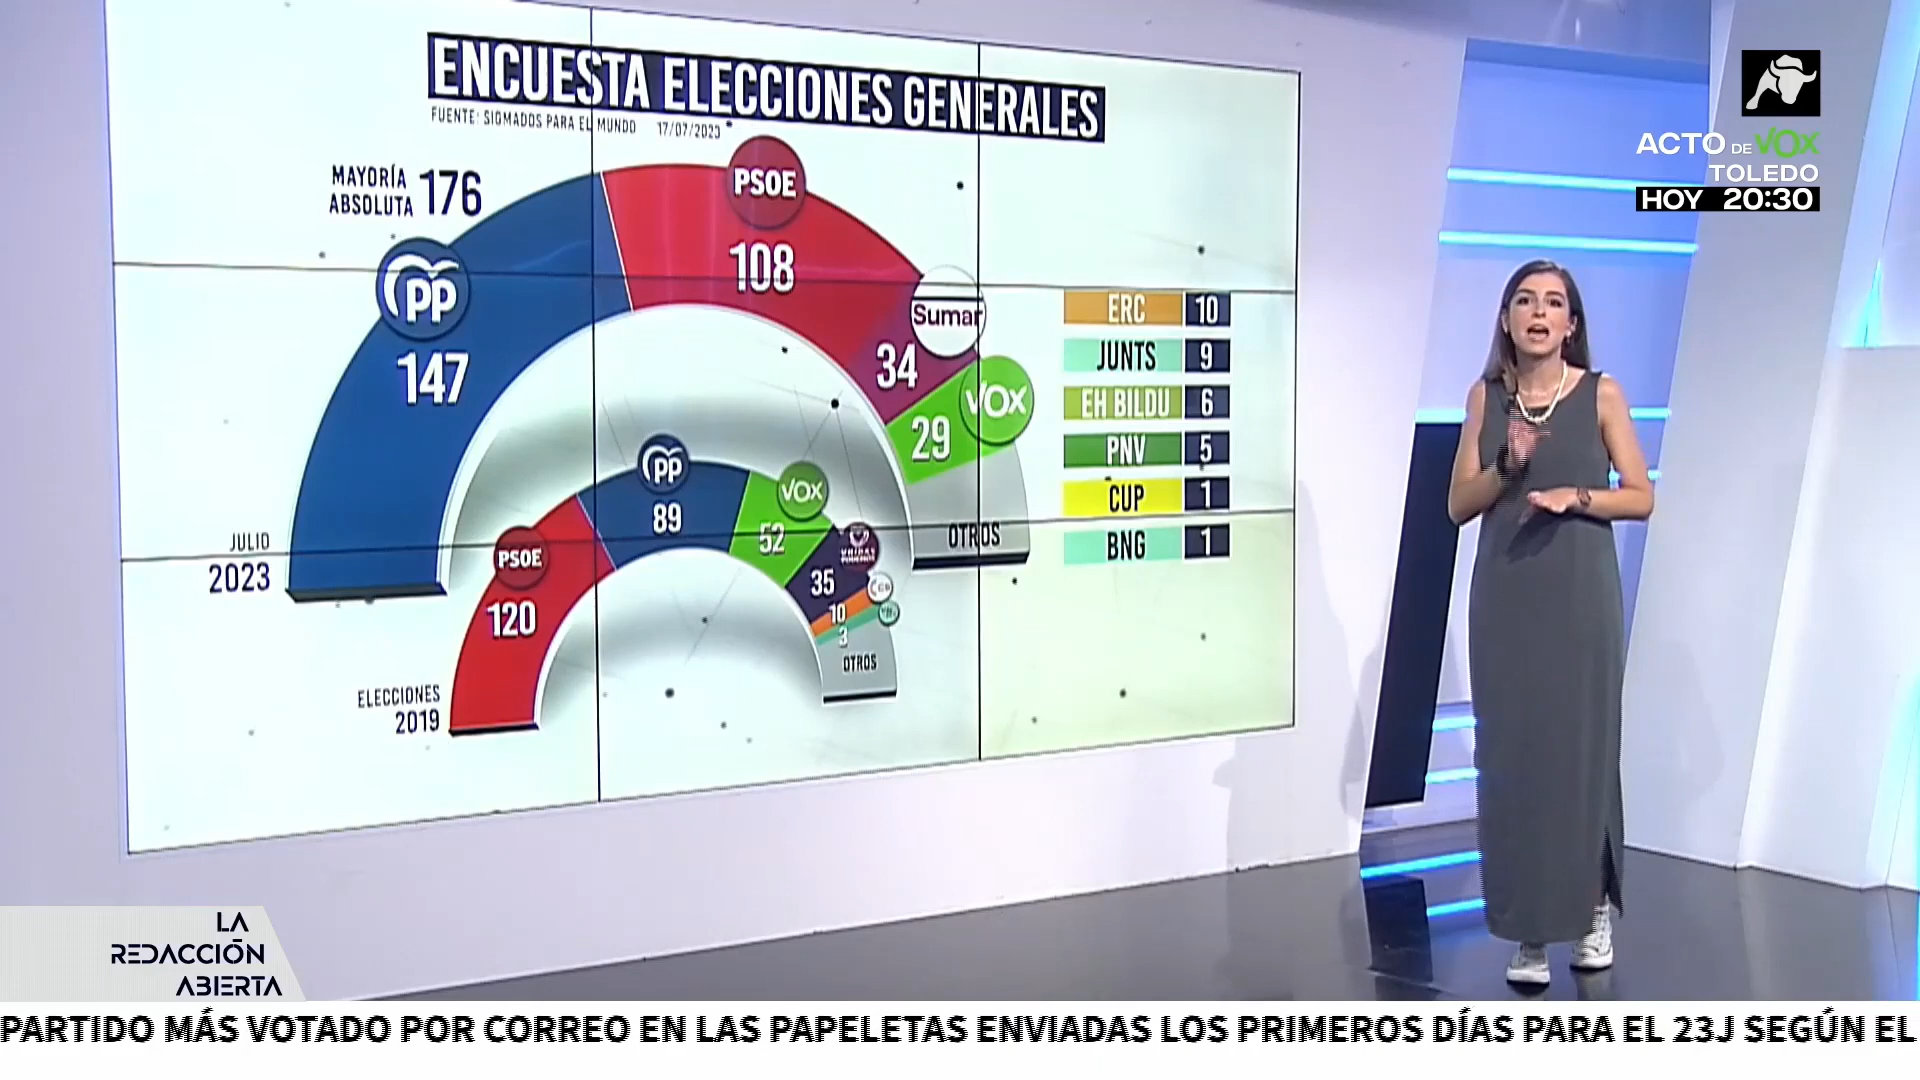 ENCUESTA ELECCIONES GENERALES
FUENTE: SIGMADOS PARA EL MUNDO 17/07/2023
MAYORÍA
ABSOLUTA 176
PP
147
PSOE
108
Sumar
34
VOX
29
OTROS
JULIO
2023
PSOE
120
PP
89
VOX
52
35
10
3
OTROS
ELECCIONES
2019
ERC 10
JUNTS 9
EH BILDU 6
PNV 5
CUP 1
BNG 1
ACTO DE VOX
TOLEDO
HOY 20:30
LA
REDACCIÓN
ABIERTA
PARTIDO MÁS VOTADO POR CORREO EN LAS PAPELETAS ENVIADAS LOS PRIMEROS DÍAS PARA EL 23J SEGÚN EL